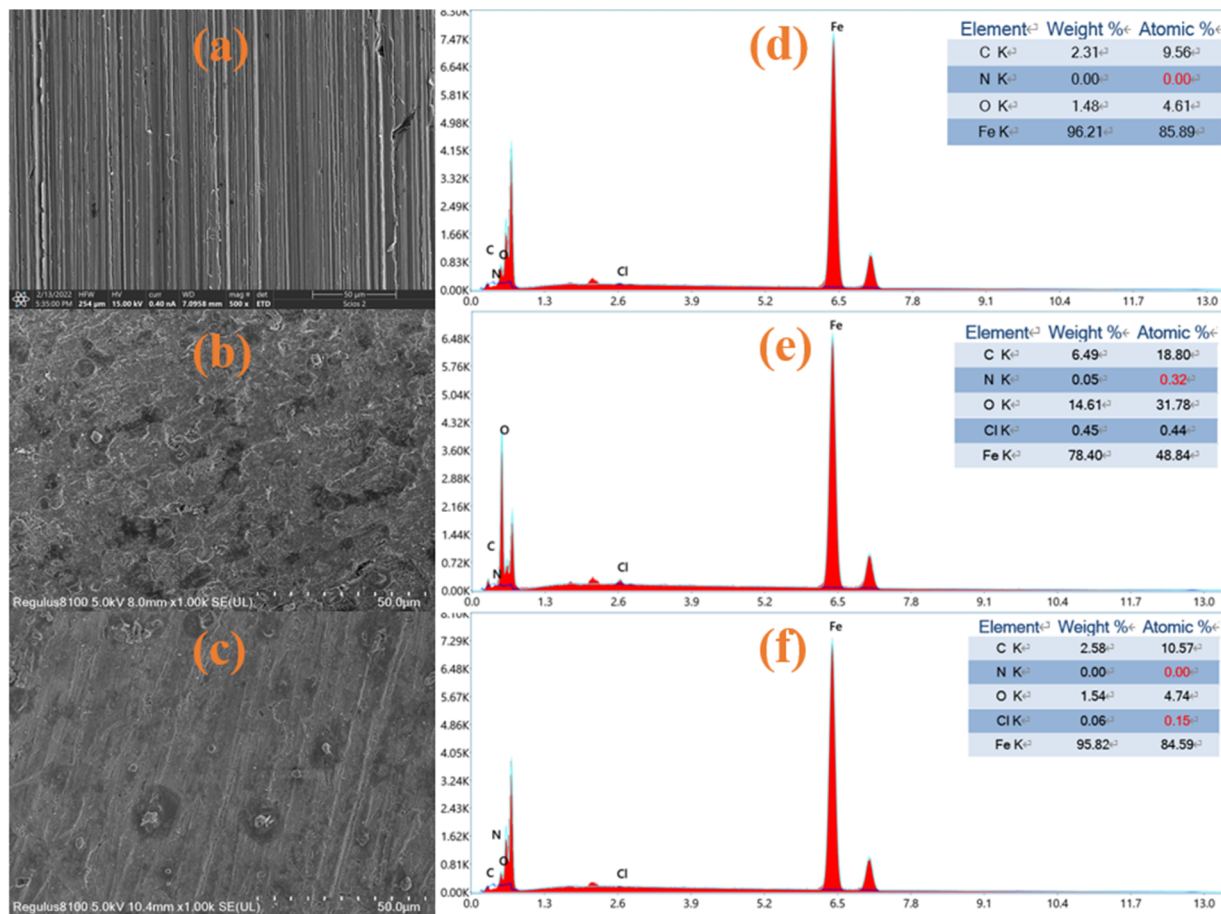 (a)
2/13/2022 HFW HV curr WD mag det 50 µm
5:35:00 PM 254 µm 15.00 kV 0.40 nA 7.0958 mm 500 x ETD Scios 2
(b)
Regulus8100 5.0kV 8.0mm x1.00k SE(UL) 50.0µm
(c)
Regulus8100 5.0kV 10.4mm x1.00k SE(UL) 50.0µm
(d)
8.30K
7.47K
6.64K
5.81K
4.98K
4.15K
3.32K
2.49K
1.66K
0.83K
0.00K
C
O
N
Cl
Fe
0.0 1.3 2.6 3.9 5.2 6.5 7.8 9.1 10.4 11.7 13.0
Element Weight % Atomic %
C K 2.31 9.56
N K 0.00 0.00
O K 1.48 4.61
Fe K 96.21 85.89
(e)
6.48K
5.76K
5.04K
4.32K
3.60K
2.88K
2.16K
1.44K
0.72K
0.00K
O
C
N
Cl
Fe
0.0 1.3 2.6 3.9 5.2 6.5 7.8 9.1 10.4 11.7 13.0
Element Weight % Atomic %
C K 6.49 18.80
N K 0.05 0.32
O K 14.61 31.78
Cl K 0.45 0.44
Fe K 78.40 48.84
(f)
8.10K
7.29K
6.48K
5.67K
4.86K
4.05K
3.24K
2.43K
1.62K
0.81K
0.00K
N
O
C
Cl
Fe
0.0 1.3 2.6 3.9 5.2 6.5 7.8 9.1 10.4 11.7 13.0
Element Weight % Atomic %
C K 2.58 10.57
N K 0.00 0.00
O K 1.54 4.74
Cl K 0.06 0.15
Fe K 95.82 84.59